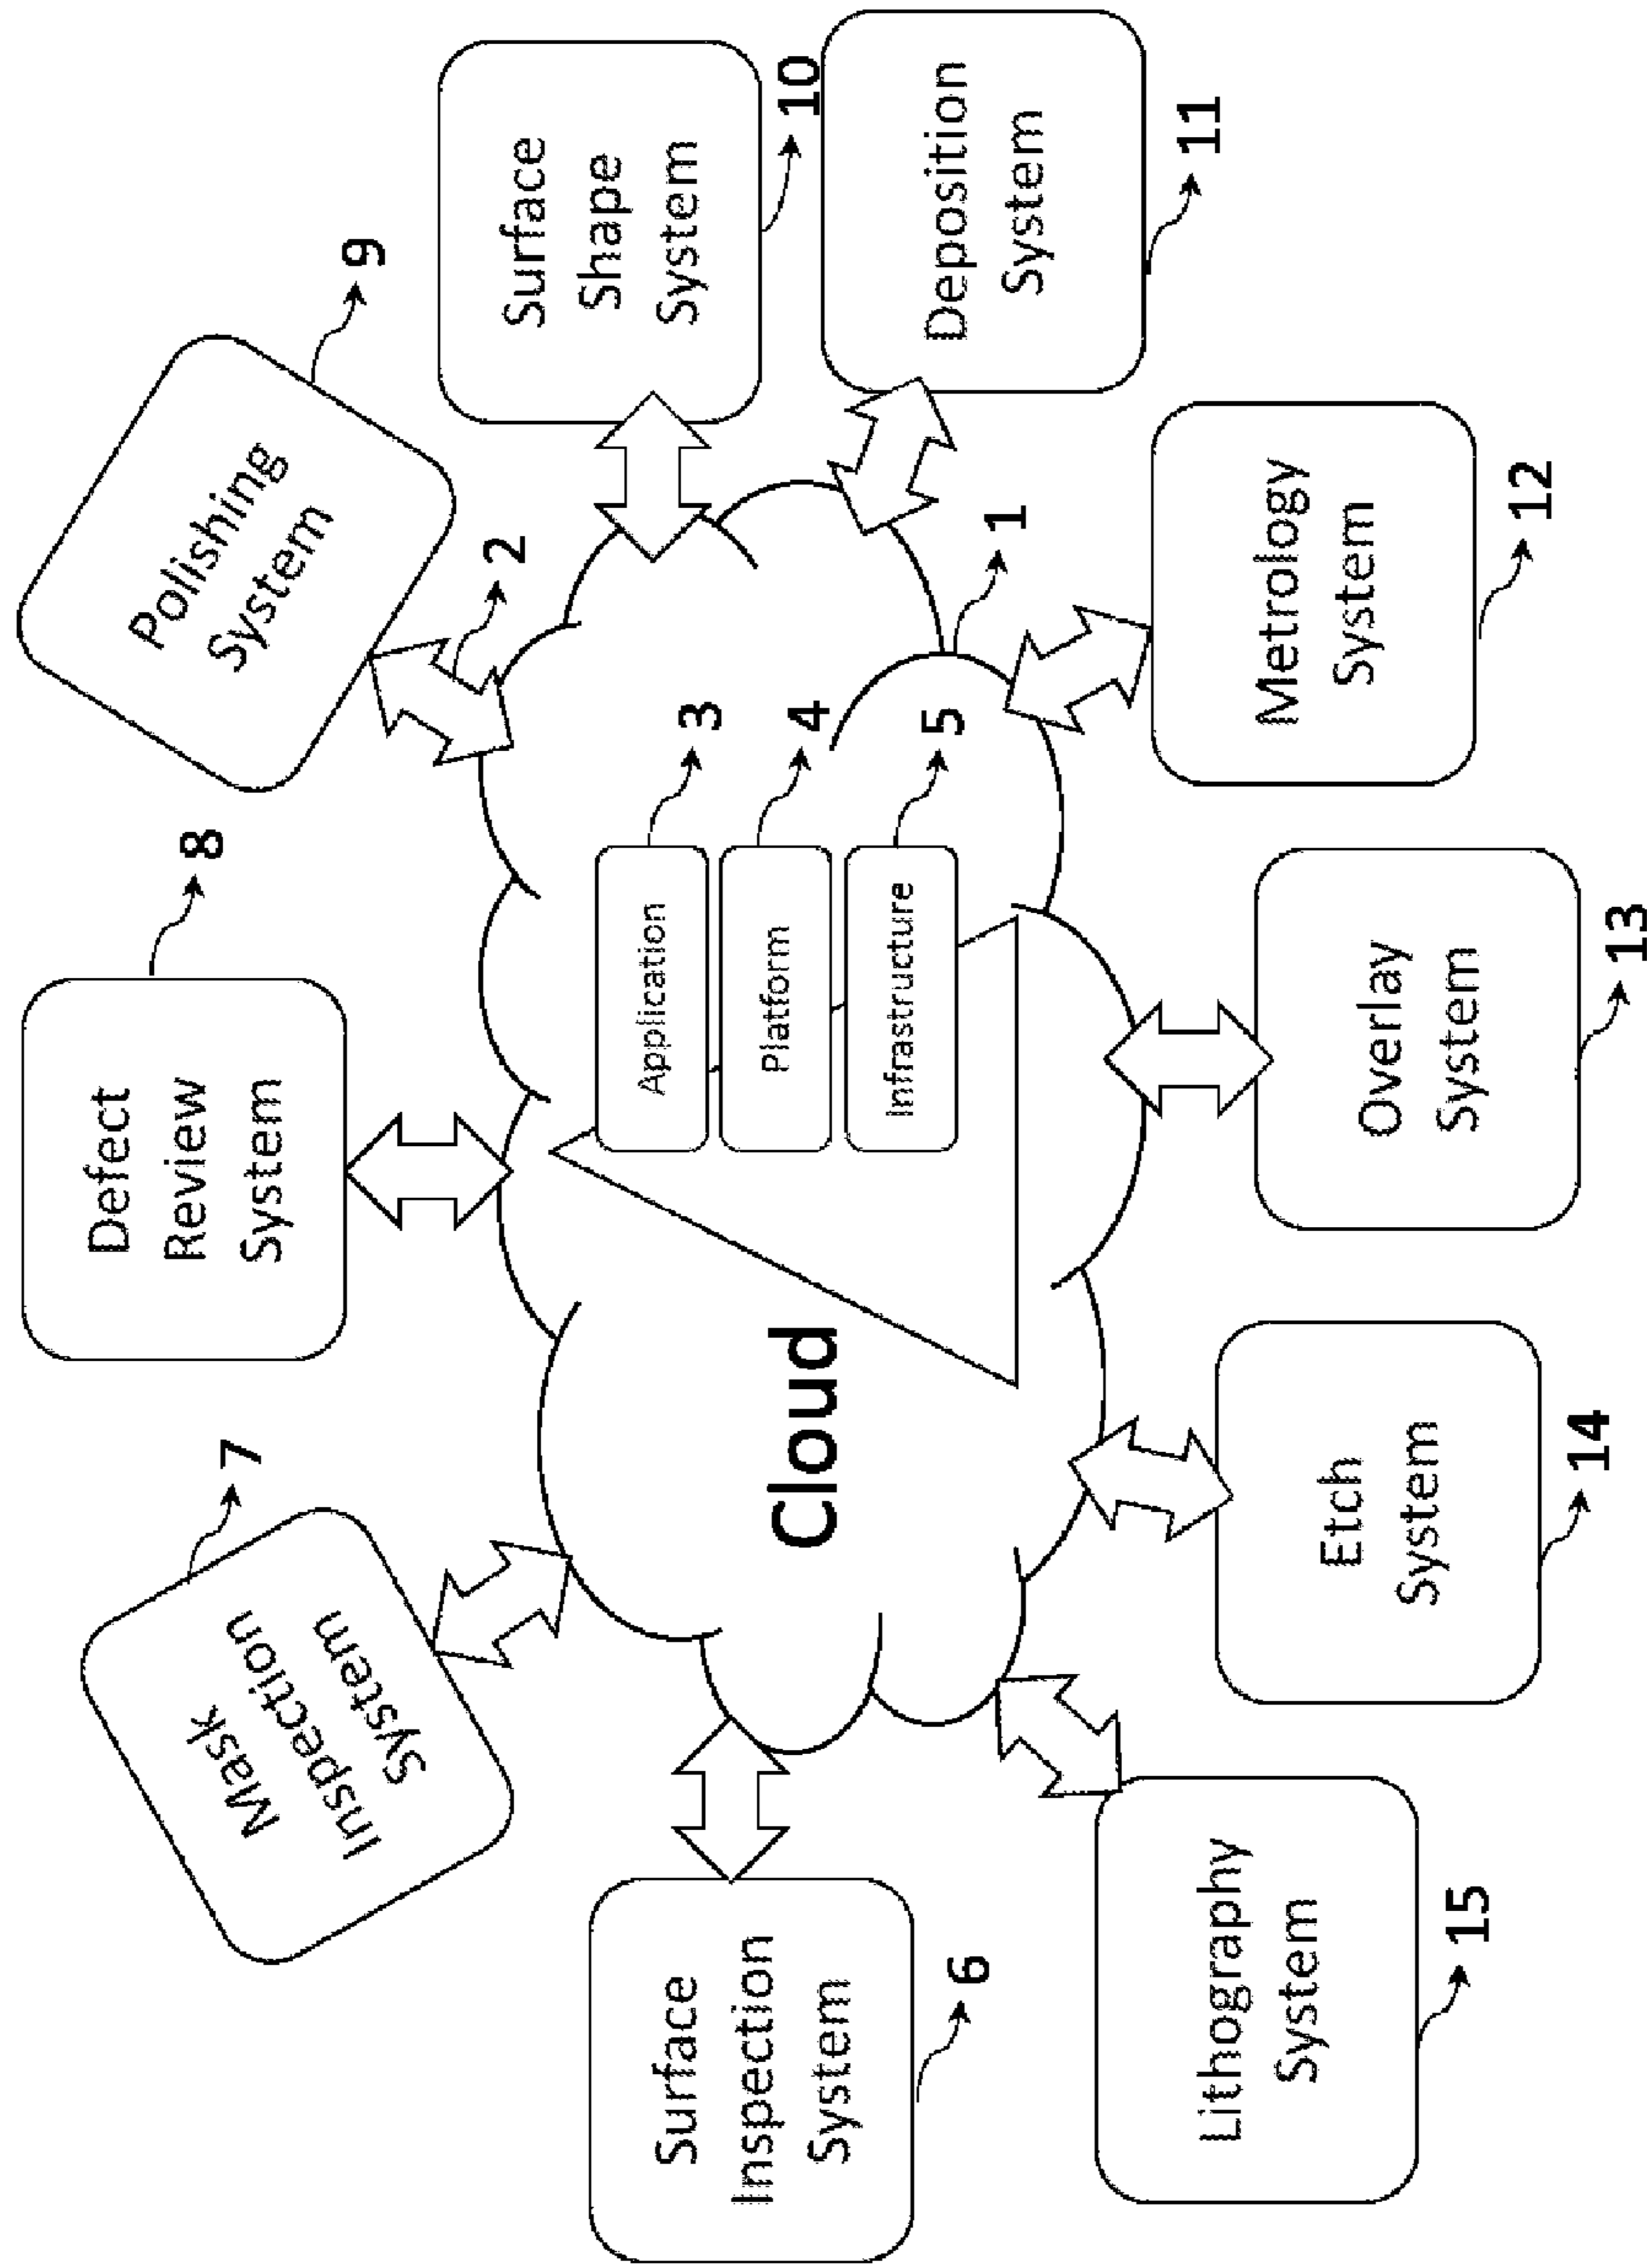 Mask
Inspection
System
7
Defect
Review
System
8
Polishing
System
9
2
Surface
Inspection
System
6
Cloud
Application
3
Platform
4
Infrastructure
5
1
Surface
Shape
System
10
Deposition
System
11
Lithography
System
15
Etch
System
14
Overlay
System
13
Metrology
System
12